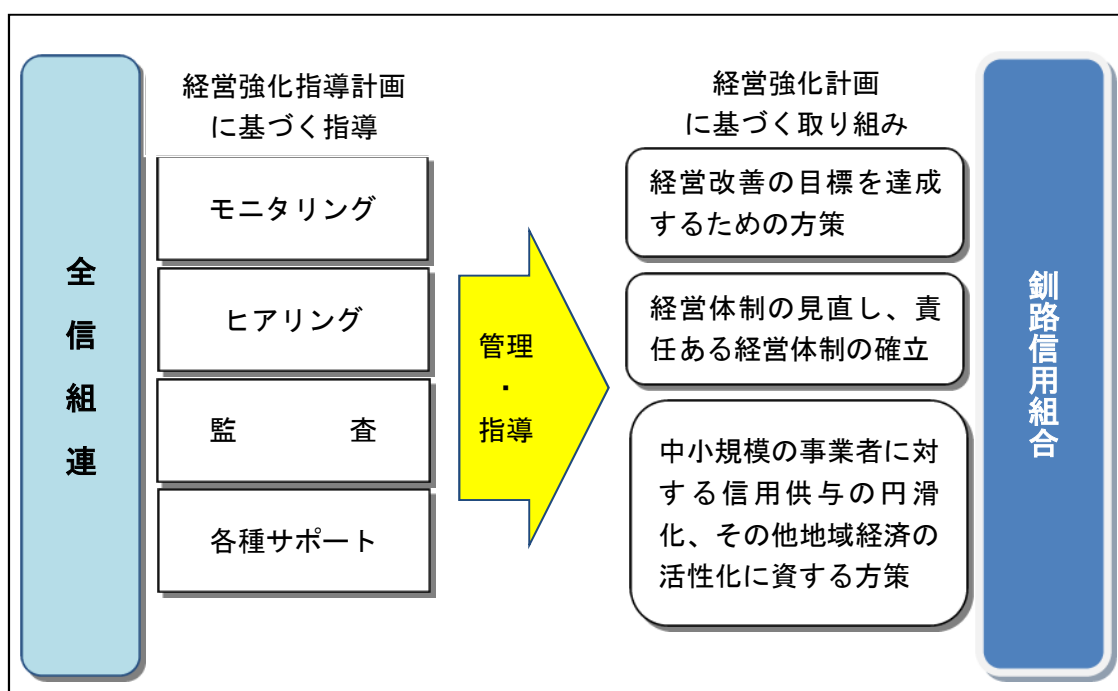 全信組連
経営強化指導計画
に基づく指導
モニタリング
ヒアリング
監　　　査
各種サポート
管理
・
指導
経営強化計画
に基づく取り組み
経営改善の目標を達成
するための方策
経営体制の見直し、責
任ある経営体制の確立
中小規模の事業者に対
する信用供与の円滑
化、その他地域経済の
活性化に資する方策
釧路信用組合